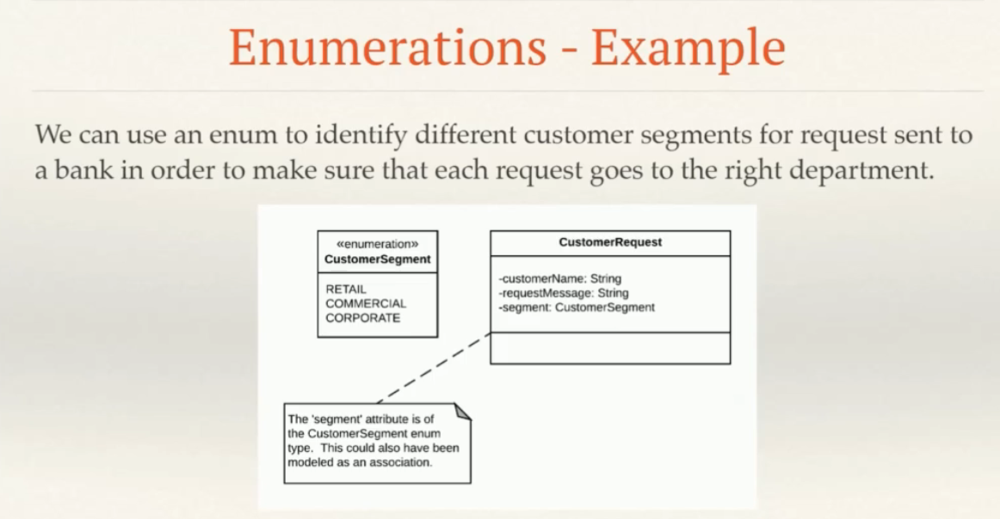 Enumerations - Example
We can use an enum to identify different customer segments for request sent to
a bank in order to make sure that each request goes to the right department.
«enumeration»
CustomerSegment
RETAIL
COMMERCIAL
CORPORATE
CustomerRequest
-customerName: String
-requestMessage: String
-segment: CustomerSegment
The 'segment' attribute is of
the CustomerSegment enum
type.  This could also have been
modeled as an association.